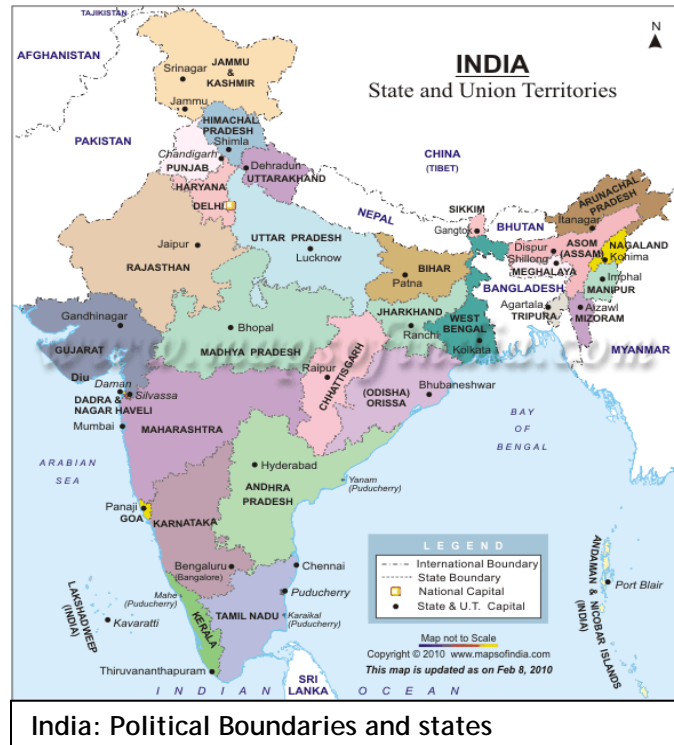 TAJIKISTAN
AFGHANISTAN
N
INDIA
State and Union Territories
JAMMU
&
KASHMIR
Srinagar
Jammu
HIMACHAL
PRADESH
Shimla
PAKISTAN
Chandigarh
PUNJAB
Dehradun
UTTARAKHAND
HARYANA
DELHI
CHINA
(TIBET)
NEPAL
SIKKIM
Gangtok
BHUTAN
ARUNACHAL
PRADESH
Itanagar
Jaipur
RAJASTHAN
UTTAR PRADESH
Lucknow
BIHAR
Patna
Dispur
Shillong
MEGHALAYA
ASOM
(ASSAM)
NAGALAND
Kohima
Imphal
MANIPUR
BANGLADESH
Agartala
TRIPURA
Aizawl
MIZORAM
MYANMAR
Gandhinagar
GUJARAT
Bhopal
MADHYA PRADESH
JHARKHAND
Ranchi
WEST
BENGAL
Kolkata
www.mapsofindia.com
Diu
Daman
Silvassa
DADRA &
NAGAR HAVELI
Raipur
CHHATTISGARH
(ODISHA)
ORISSA
Bhubaneshwar
Mumbai
MAHARASHTRA
ARABIAN
SEA
BAY
OF
BENGAL
Hyderabad
ANDHRA
PRADESH
Yanam
(Puducherry)
Panaji
GOA
KARNATAKA
Bengaluru
(Bangalore)
Chennai
Mahe
(Puducherry)
Puducherry
TAMIL NADU
Karaikal
(Puducherry)
KERALA
LAKSHADWEEP
(INDIA)
Kavaratti
Thiruvananthapuram
SRI
LANKA
INDIAN OCEAN
ANDAMAN & NICOBAR ISLANDS
(INDIA)
Port Blair
LEGEND
International Boundary
State Boundary
National Capital
State & U.T. Capital
Map not to Scale
Copyright © 2010 www.mapsofindia.com
This map is updated as on Feb 8, 2010
India: Political Boundaries and states